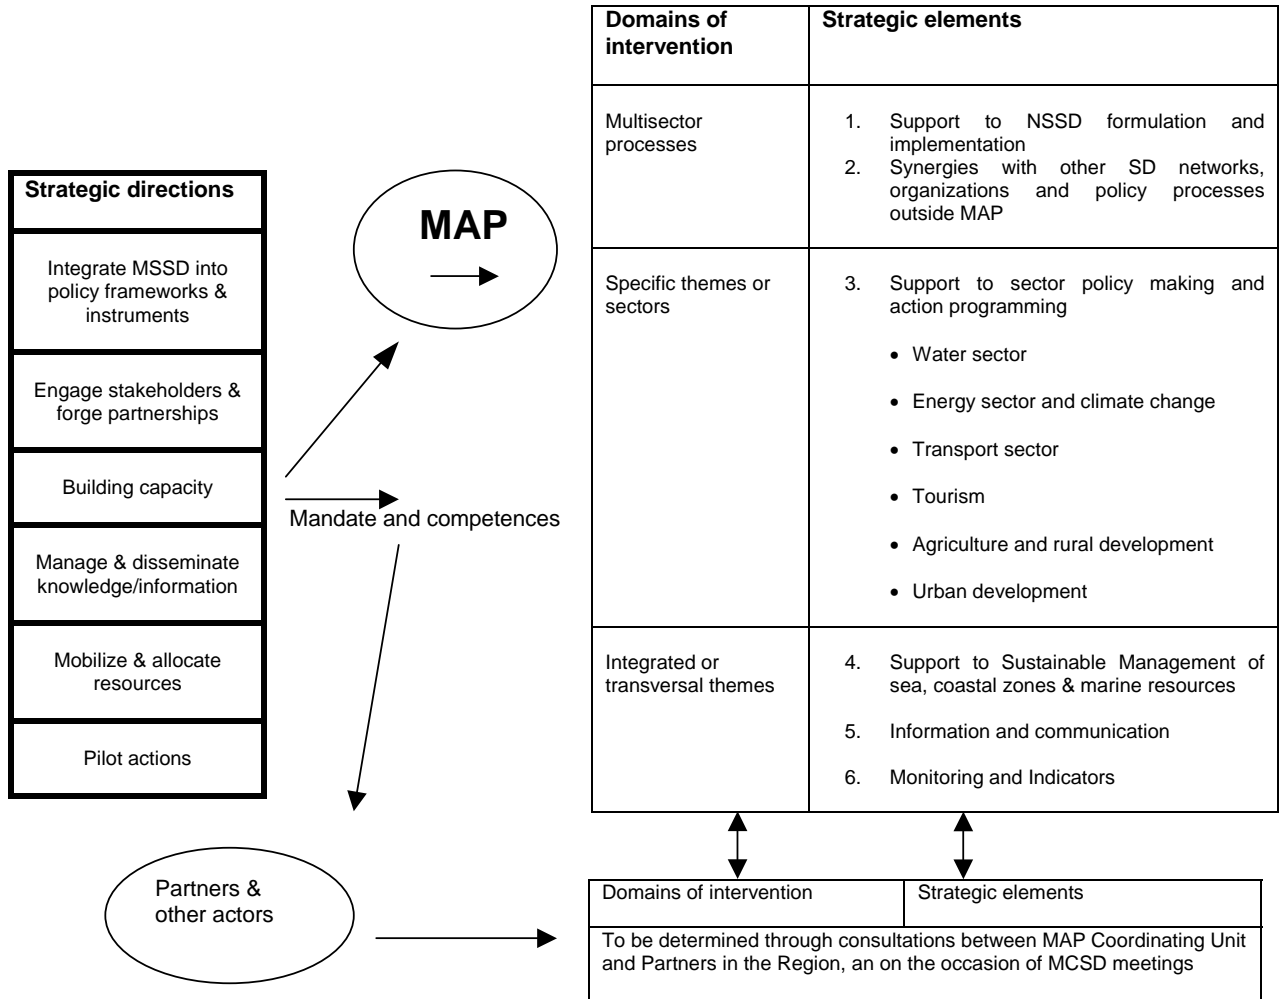 Strategic directions
Integrate MSSD into
policy frameworks &
instruments
Engage stakeholders &
forge partnerships
Building capacity
Manage & disseminate
knowledge/information
Mobilize & allocate
resources
Pilot actions
MAP
Mandate and competences
Partners &
other actors
Domains of
intervention
Strategic elements
Multisector
processes
1. Support to NSSD formulation and
implementation
2. Synergies with other SD networks,
organizations and policy processes
outside MAP
Specific themes or
sectors
3. Support to sector policy making and
action programming
• Water sector
• Energy sector and climate change
• Transport sector
• Tourism
• Agriculture and rural development
• Urban development
Integrated or
transversal themes
4. Support to Sustainable Management of
sea, coastal zones & marine resources
5. Information and communication
6. Monitoring and Indicators
Domains of intervention
Strategic elements
To be determined through consultations between MAP Coordinating Unit
and Partners in the Region, an on the occasion of MCSD meetings